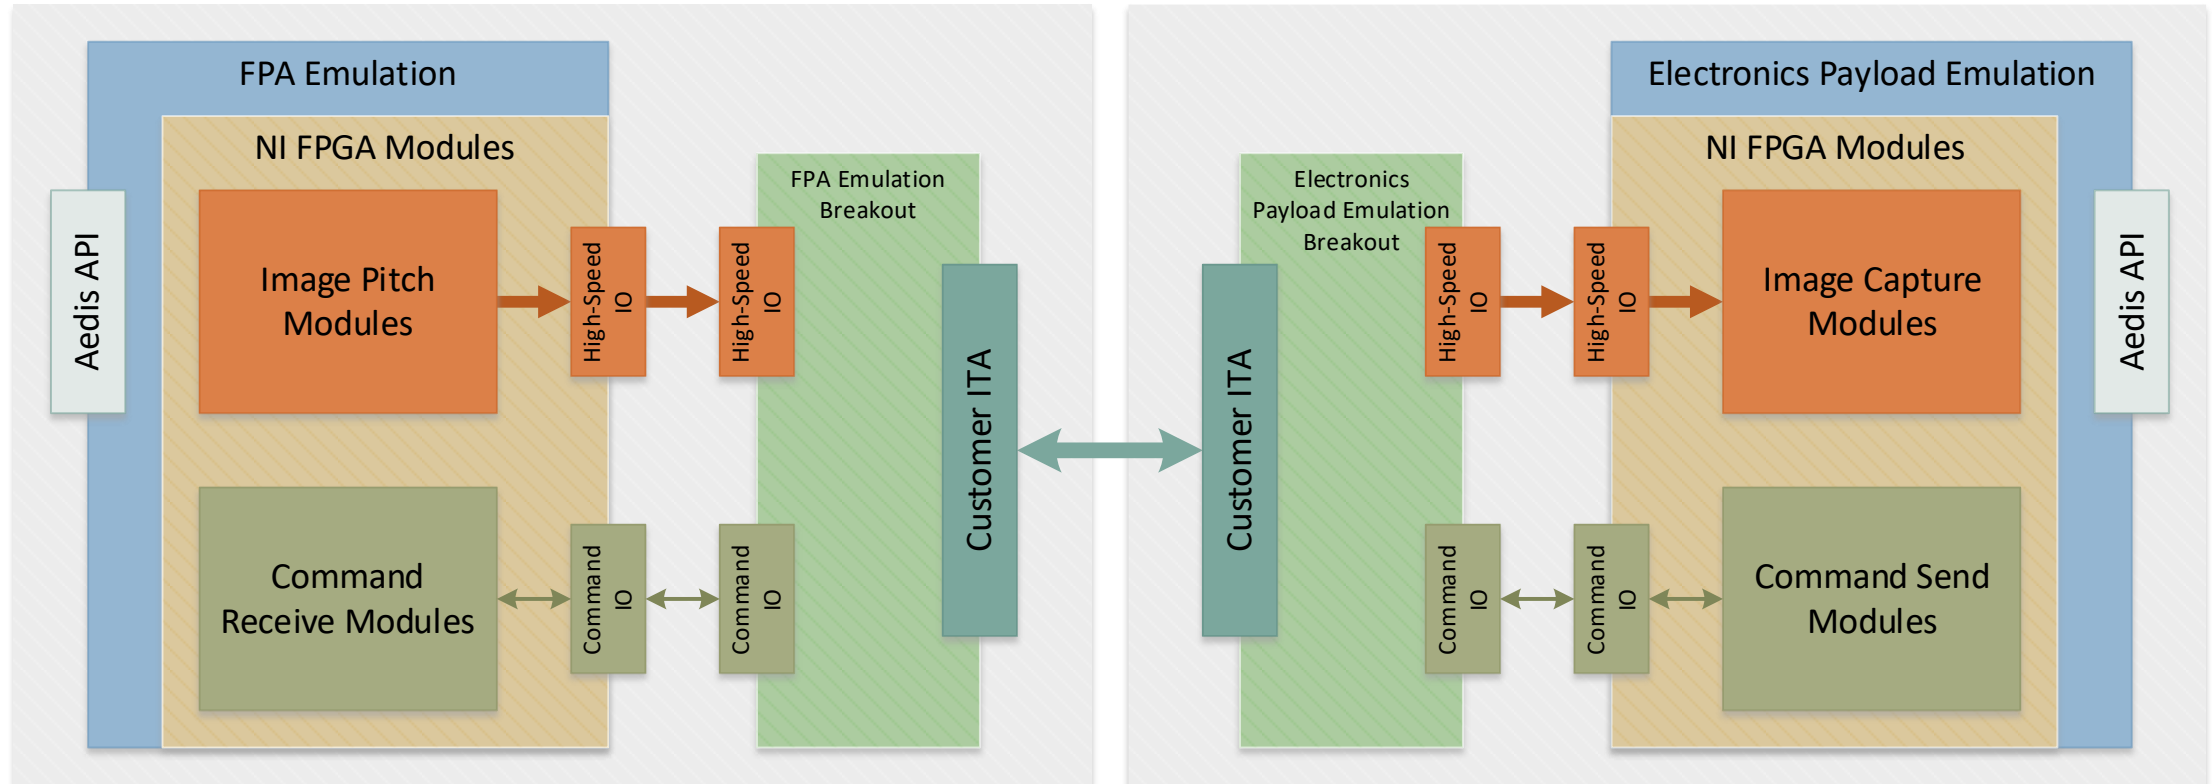 FPA Emulation
NI FPGA Modules
Aedis API
Image Pitch
Modules
High-Speed
IO
High-Speed
IO
FPA Emulation
Breakout
Customer ITA
Command
Receive Modules
Command
IO
Command
IO
Electronics Payload Emulation
NI FPGA Modules
Electronics
Payload Emulation
Breakout
Customer ITA
High-Speed
IO
High-Speed
IO
Image Capture
Modules
Aedis API
Command
IO
Command
IO
Command Send
Modules